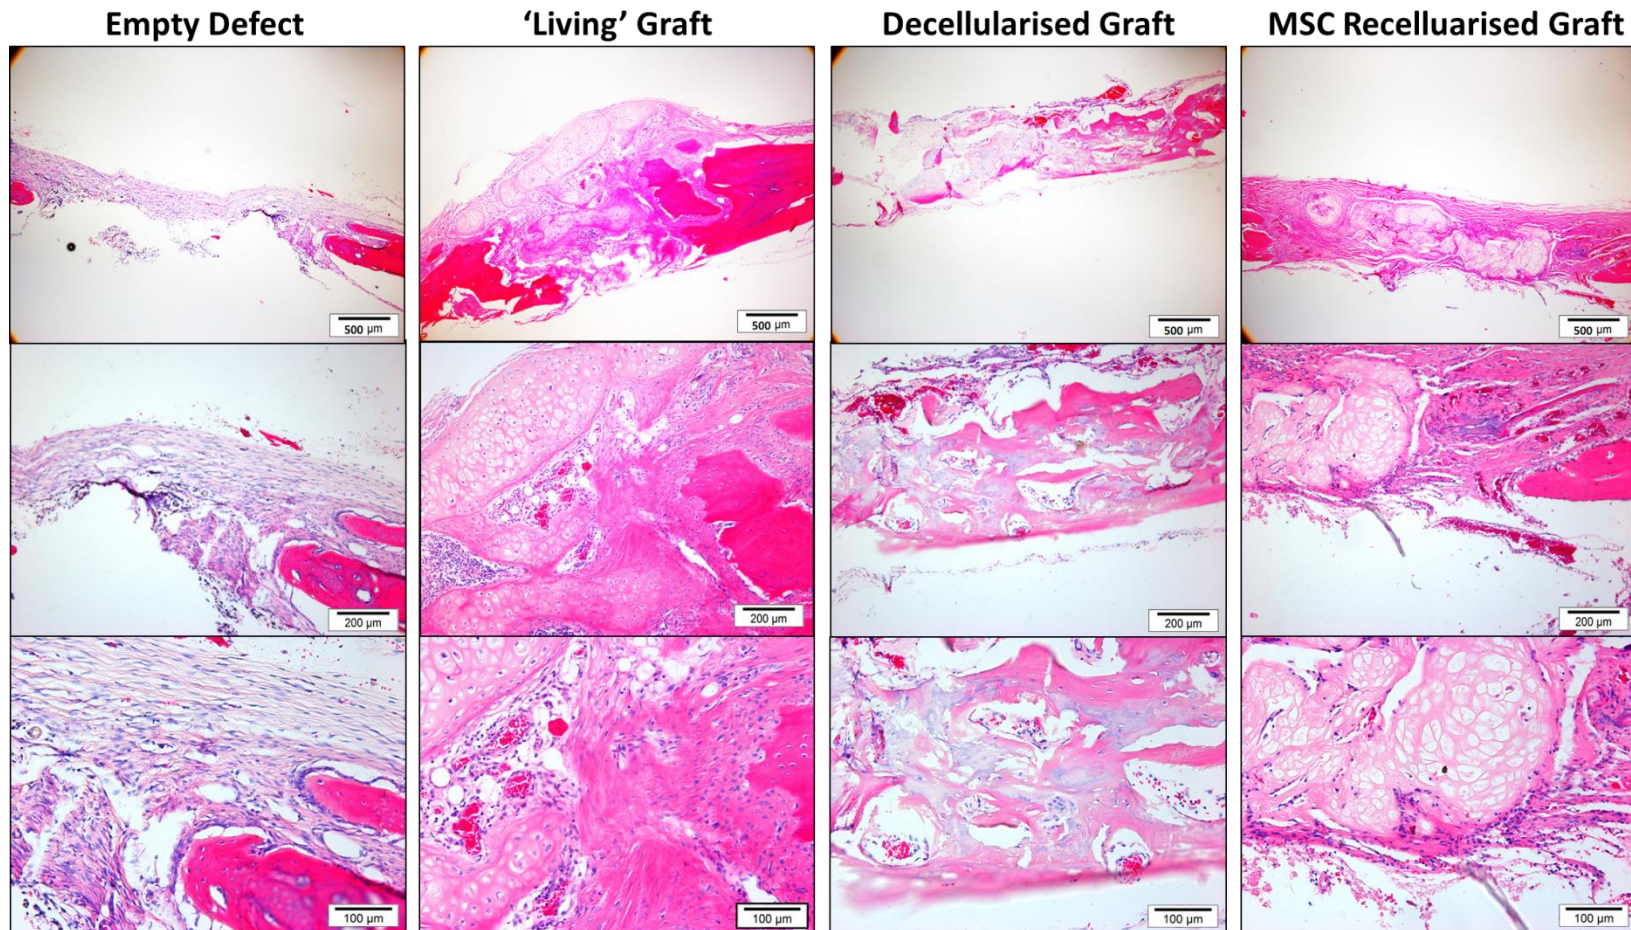 Empty Defect
'Living' Graft
Decellularised Graft
MSC Recelluarised Graft
500 µm
500 µm
500 µm
500 µm
200 µm
200 µm
200 µm
200 µm
100 µm
100 µm
100 µm
100 µm